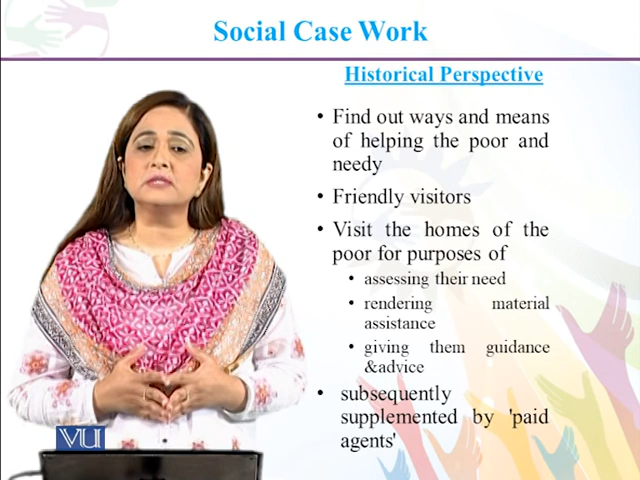 Social Case Work
Historical Perspective
• Find out ways and means
of helping the poor and
needy
• Friendly visitors
• Visit the homes of the
poor for purposes of
• assessing their need
• rendering material
assistance
• giving them guidance
&advice
• subsequently
supplemented by 'paid
agents'
VU